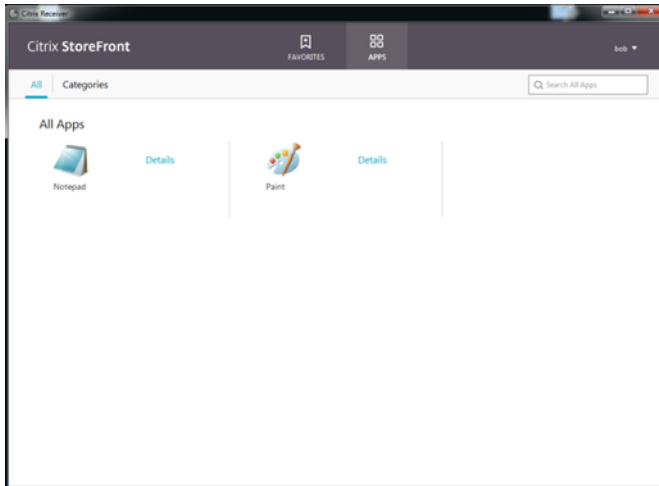 Citrix Receiver
Citrix StoreFront
FAVORITES
APPS
bob
All
Categories
Search All Apps
All Apps
Notepad
Details
Paint
Details